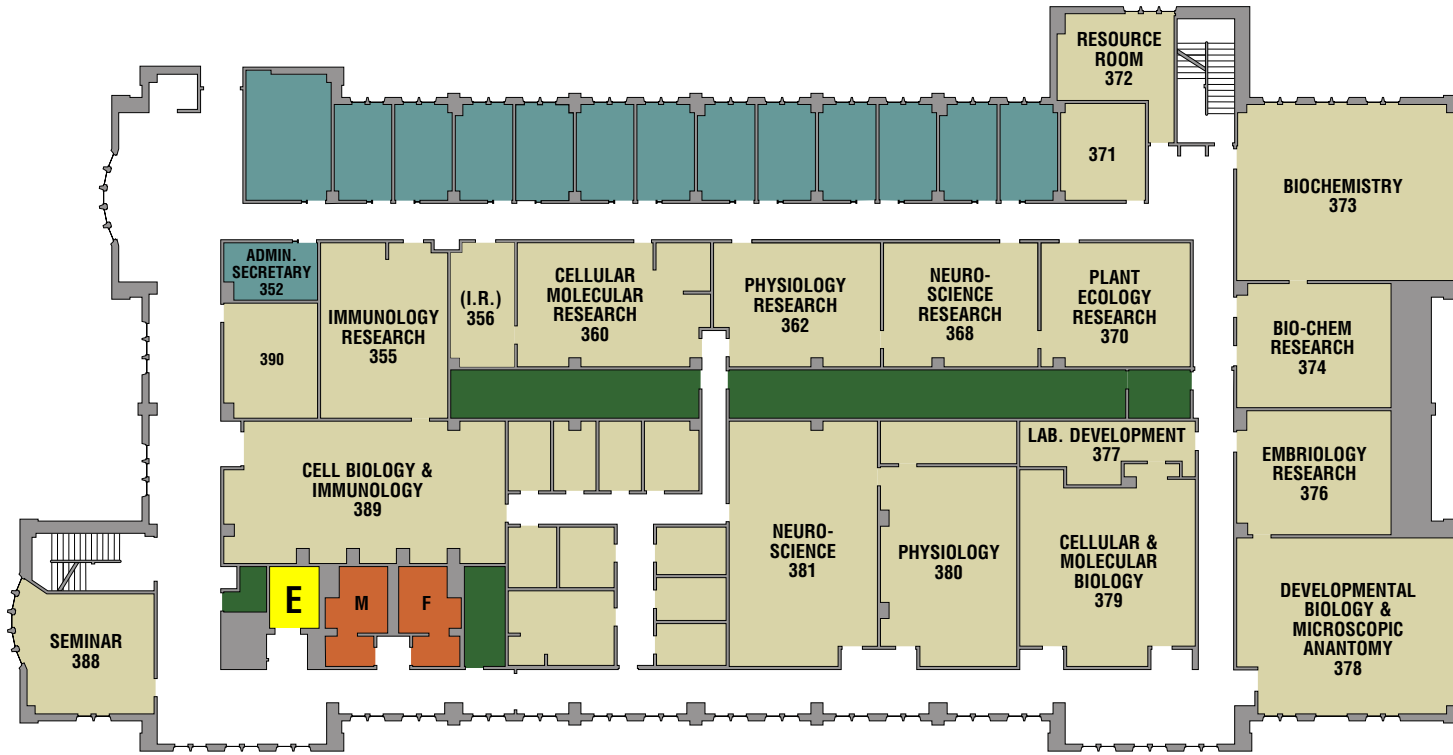 RESOURCE
ROOM
372
371
BIOCHEMISTRY
373
ADMIN.
SECRETARY
352
IMMUNOLOGY
RESEARCH
355
(I.R.)
356
CELLULAR
MOLECULAR
RESEARCH
360
PHYSIOLOGY
RESEARCH
362
NEURO-
SCIENCE
RESEARCH
368
PLANT
ECOLOGY
RESEARCH
370
BIO-CHEM
RESEARCH
374
390
CELL BIOLOGY &
IMMUNOLOGY
389
LAB. DEVELOPMENT
377
EMBRIOLOGY
RESEARCH
376
NEURO-
SCIENCE
381
PHYSIOLOGY
380
CELLULAR &
MOLECULAR
BIOLOGY
379
DEVELOPMENTAL
BIOLOGY &
MICROSCOPIC
ANANTOMY
378
E
M
F
SEMINAR
388